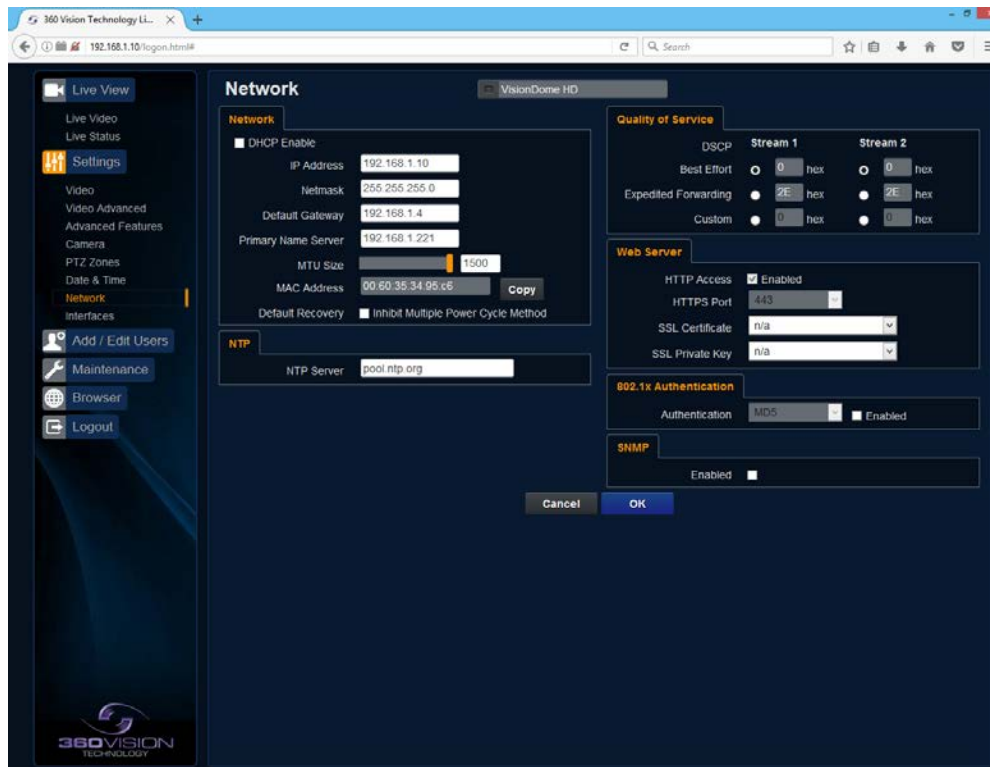 360 Vision Technology Li...
192.168.1.10/logon.html#
Search
Live View
Live Video
Live Status
Settings
Video
Video Advanced
Advanced Features
Camera
PTZ Zones
Date & Time
Network
Interfaces
Add / Edit Users
Maintenance
Browser
Logout
360VISION
TECHNOLOGY
Network
VisionDome HD
Network
DHCP Enable
IP Address 192.168.1.10
Netmask 255.255.255.0
Default Gateway 192.168.1.4
Primary Name Server 192.168.1.221
MTU Size 1500
MAC Address 00:60:35:34:95:c6 Copy
Default Recovery Inhibit Multiple Power Cycle Method
NTP
NTP Server pool.ntp.org
Quality of Service
DSCP Stream 1 Stream 2
Best Effort 0 hex 0 hex
Expedited Forwarding 2E hex 2E hex
Custom 0 hex 0 hex
Web Server
HTTP Access Enabled
HTTPS Port 443
SSL Certificate n/a
SSL Private Key n/a
802.1x Authentication
Authentication MD5 Enabled
SNMP
Enabled
Cancel OK